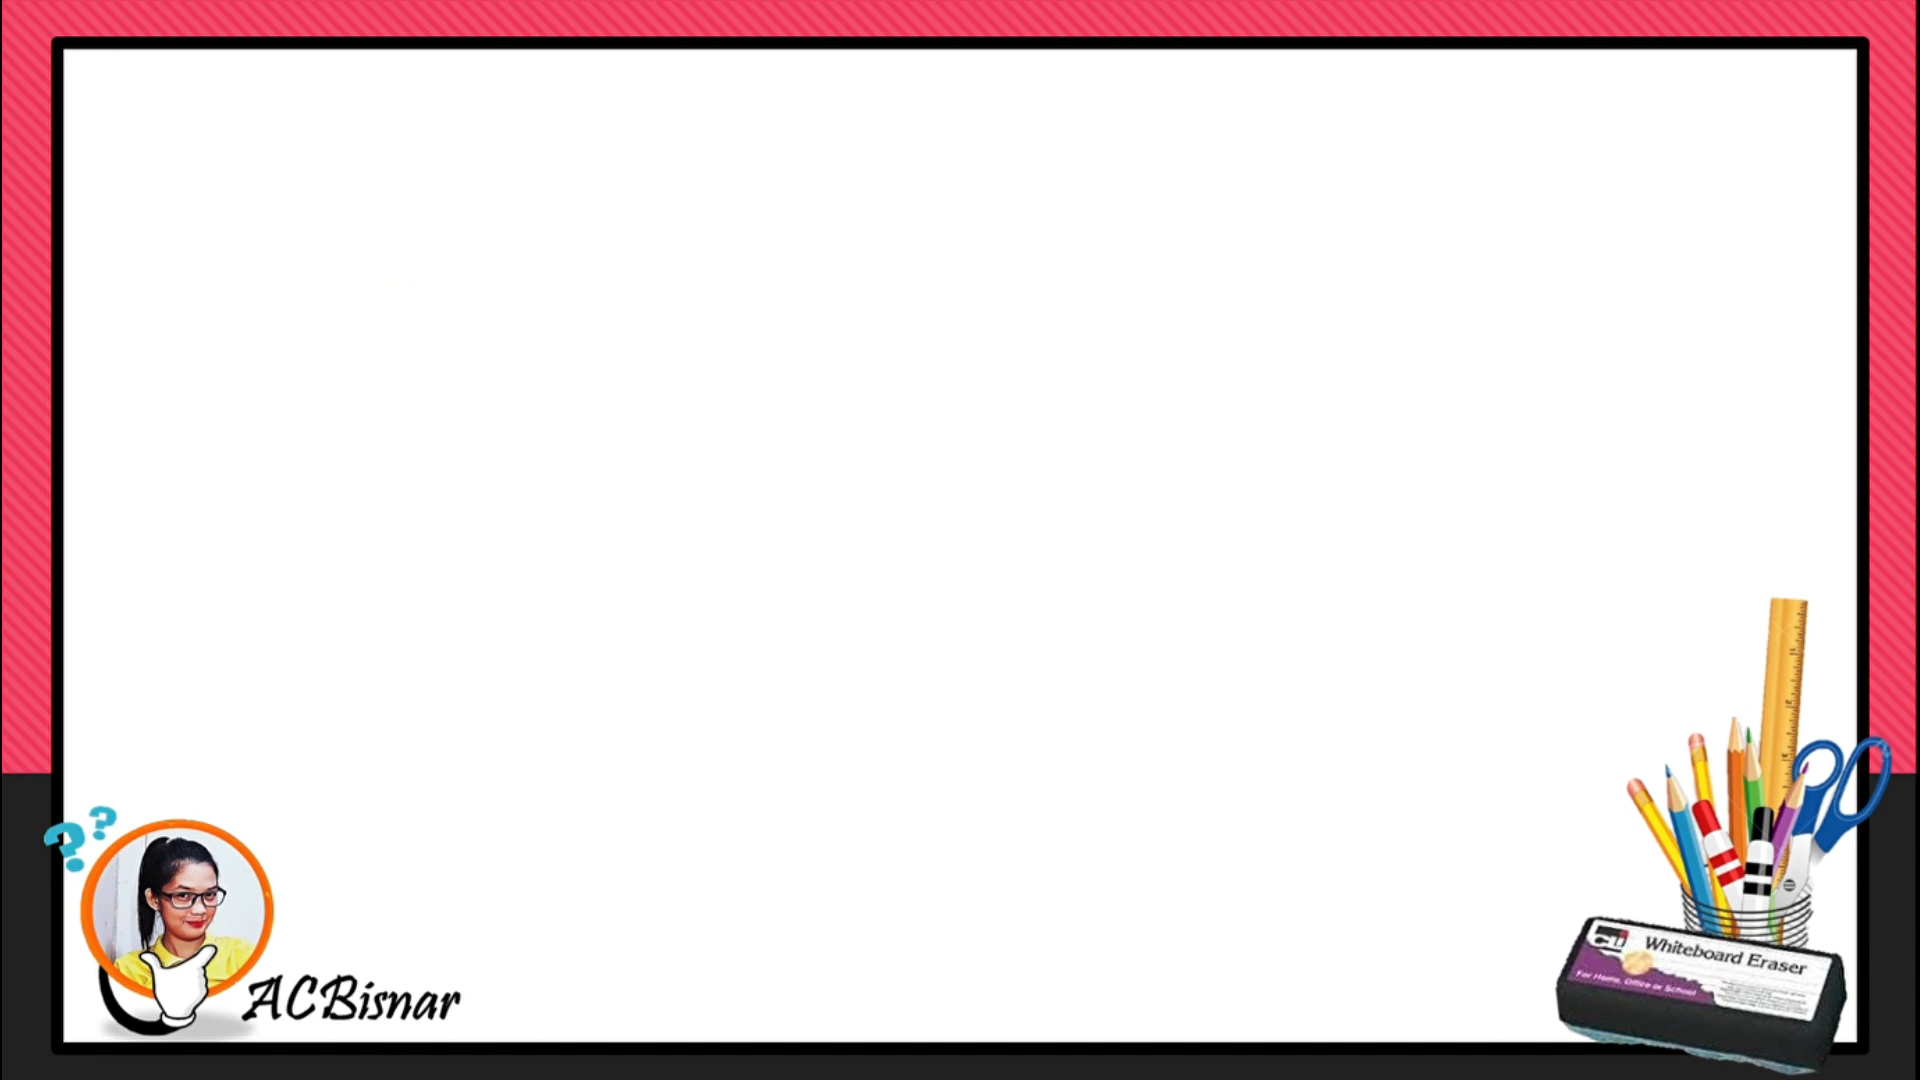 ? ?
ACBisnar
Whiteboard Eraser
For Home, Office or School